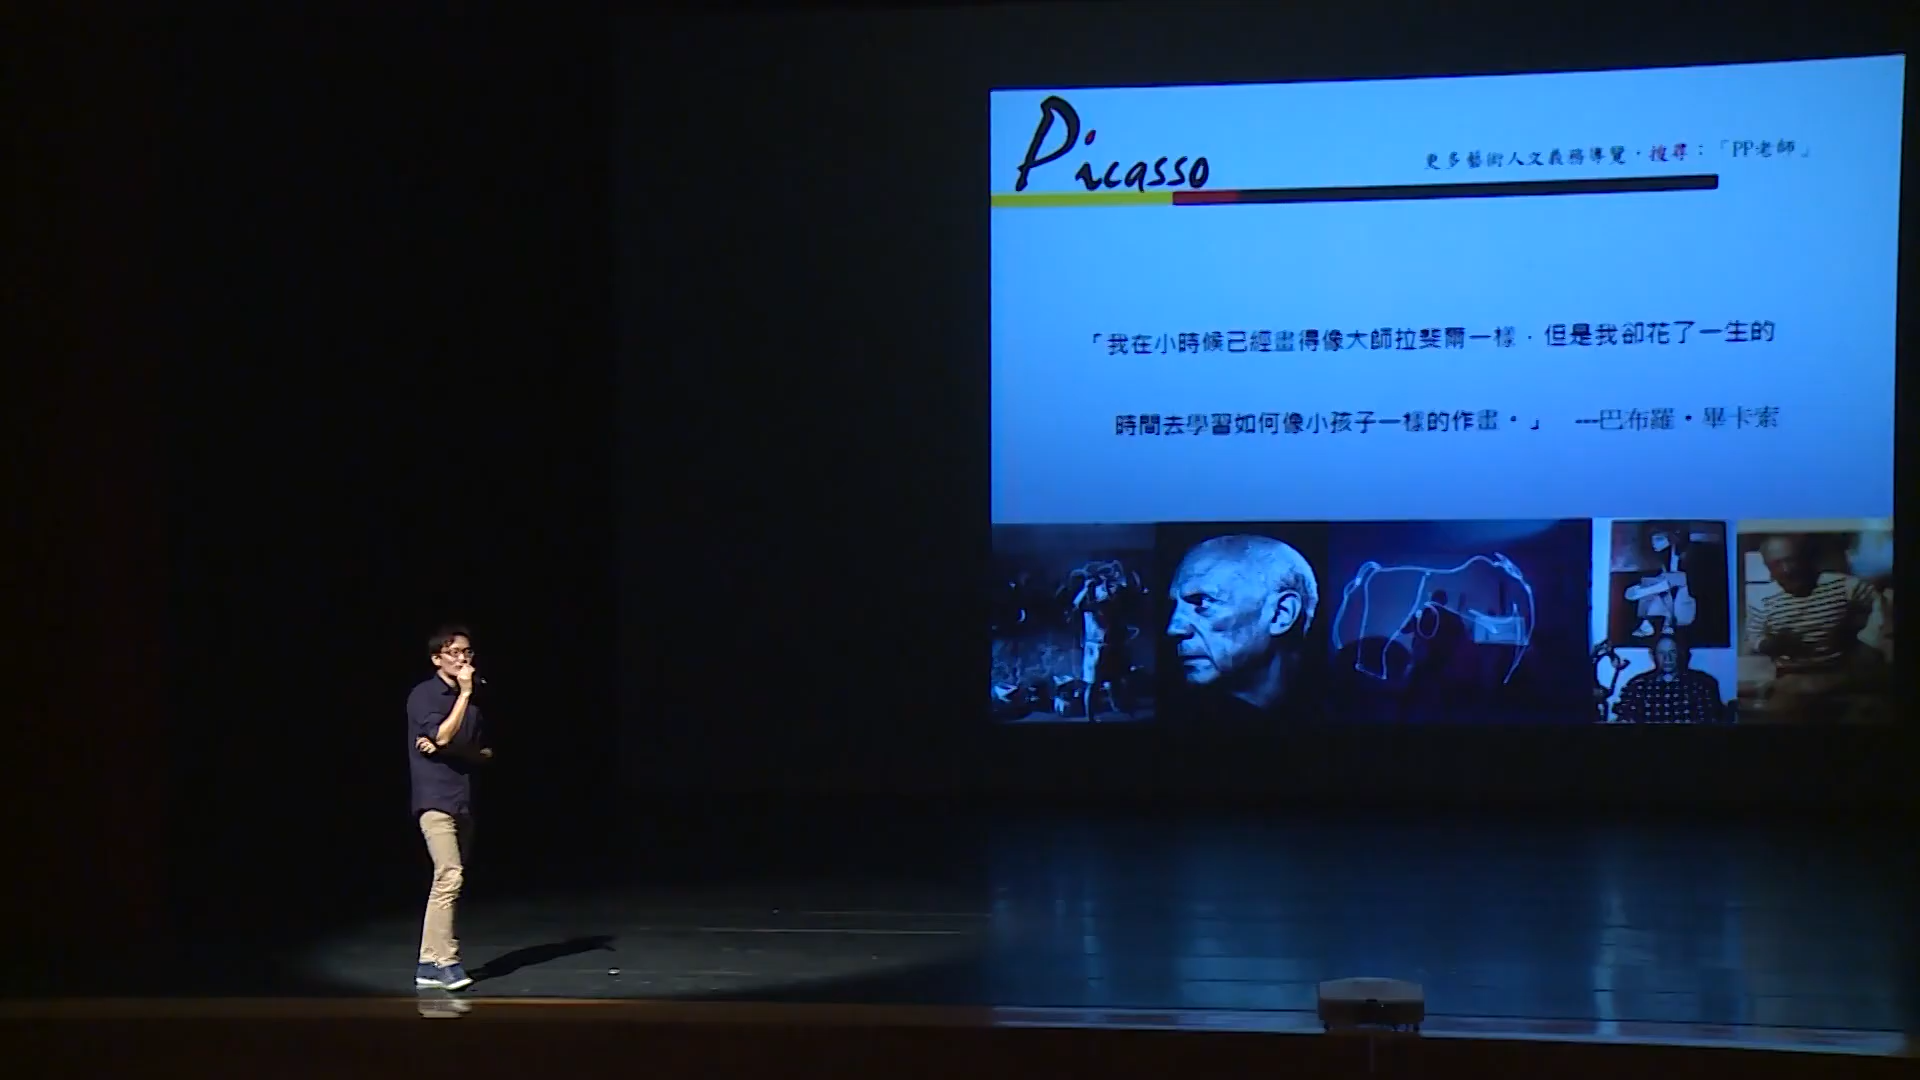 Picasso
更多藝術人文義務導覽，搜尋：「PP老師」
「我在小時候已經畫得像大師拉斐爾一樣，但是我卻花了一生的
時間去學習如何像小孩子一樣的作畫。」 ---巴布羅・畢卡索